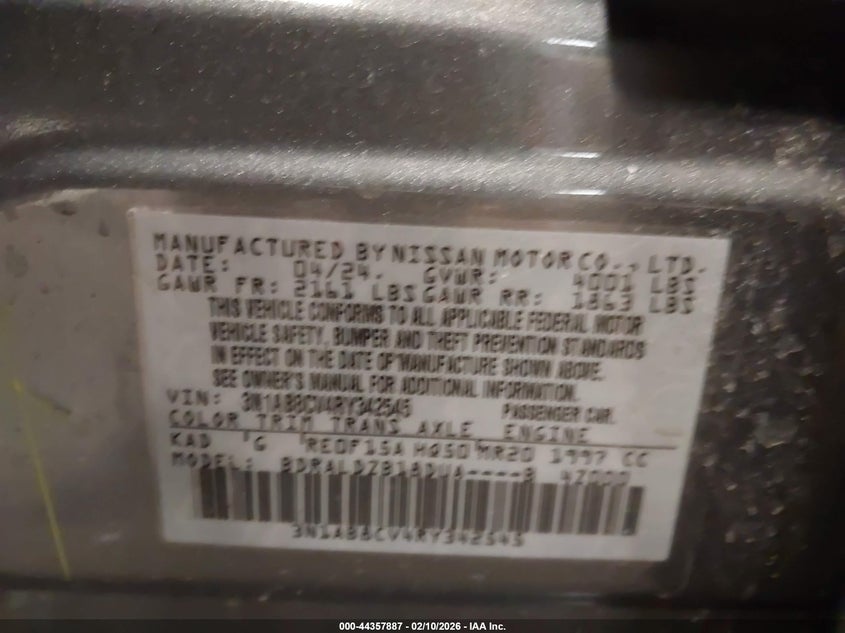 MANUFACTURED BY NISSAN MOTOR CO., LTD.
DATE: 04/24. GVWR: 4001 LBS
GAWR FR: 2161 LBS GAWR RR: 1863 LBS
THIS VEHICLE CONFORMS TO ALL APPLICABLE FEDERAL MOTOR
VEHICLE SAFETY, BUMPER AND THEFT PREVENTION STANDARDS
IN EFFECT ON THE DATE OF MANUFACTURE SHOWN ABOVE.
SEE OWNER'S MANUAL FOR ADDITIONAL INFORMATION.
VIN: 3N1AB8CV4RY342545 PASSENGER CAR.
COLOR TRIM TRANS AXLE ENGINE
KAD G RE0F15A HG50 MR20 1997 CC
MODEL:
3N1AB8CV4RY342545
000-44357887 - 02/10/2026 - IAA Inc.